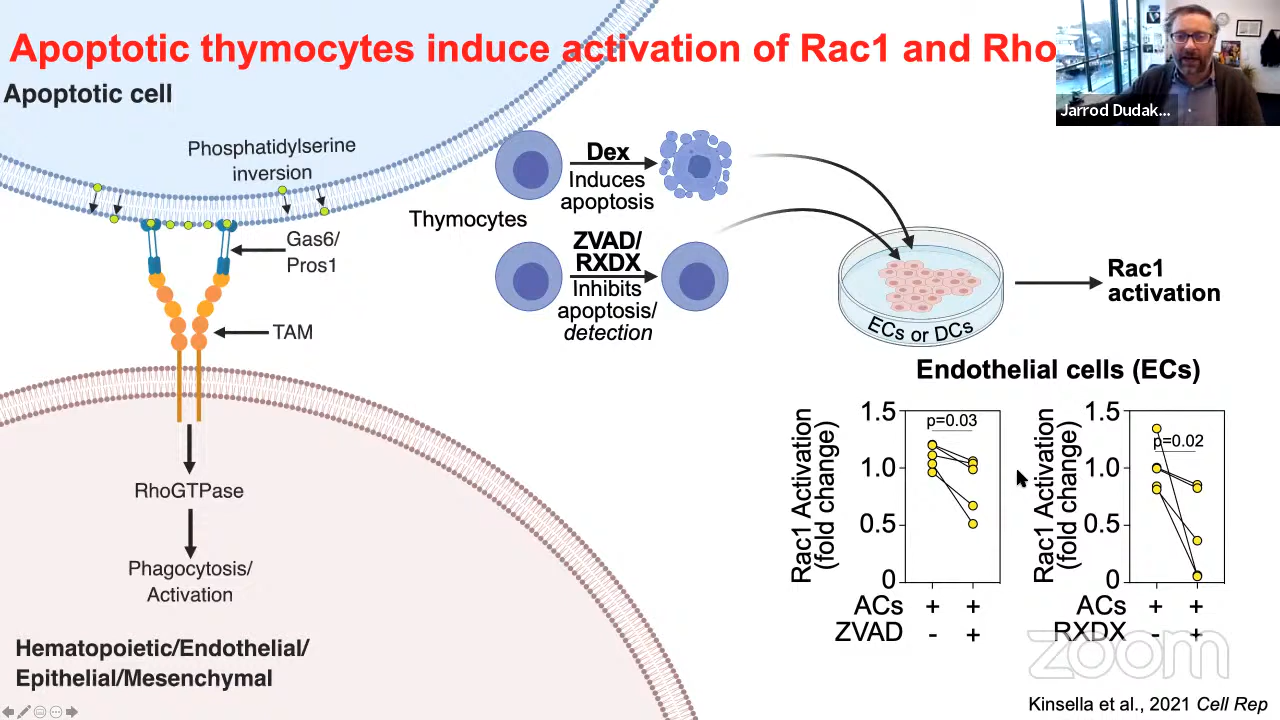 Apoptotic thymocytes induce activation of Rac1 and Rho
Jarrod Dudak...
Apoptotic cell
Phosphatidylserine
inversion
Gas6/
Pros1
TAM
RhoGTPase
Phagocytosis/
Activation
Hematopoietic/Endothelial/
Epithelial/Mesenchymal
Thymocytes
Dex
Induces
apoptosis
ZVAD/
RXDX
Inhibits
apoptosis/
detection
ECs or DCs
Rac1
activation
Endothelial cells (ECs)
Rac1 Activation
(fold change)
1.5
1.0
0.5
0
p=0.03
ACs + +
ZVAD - +
Rac1 Activation
(fold change)
1.5
1.0
0.5
0
p=0.02
ACs + +
RXDX - +
zoom
Kinsella et al., 2021 Cell Rep